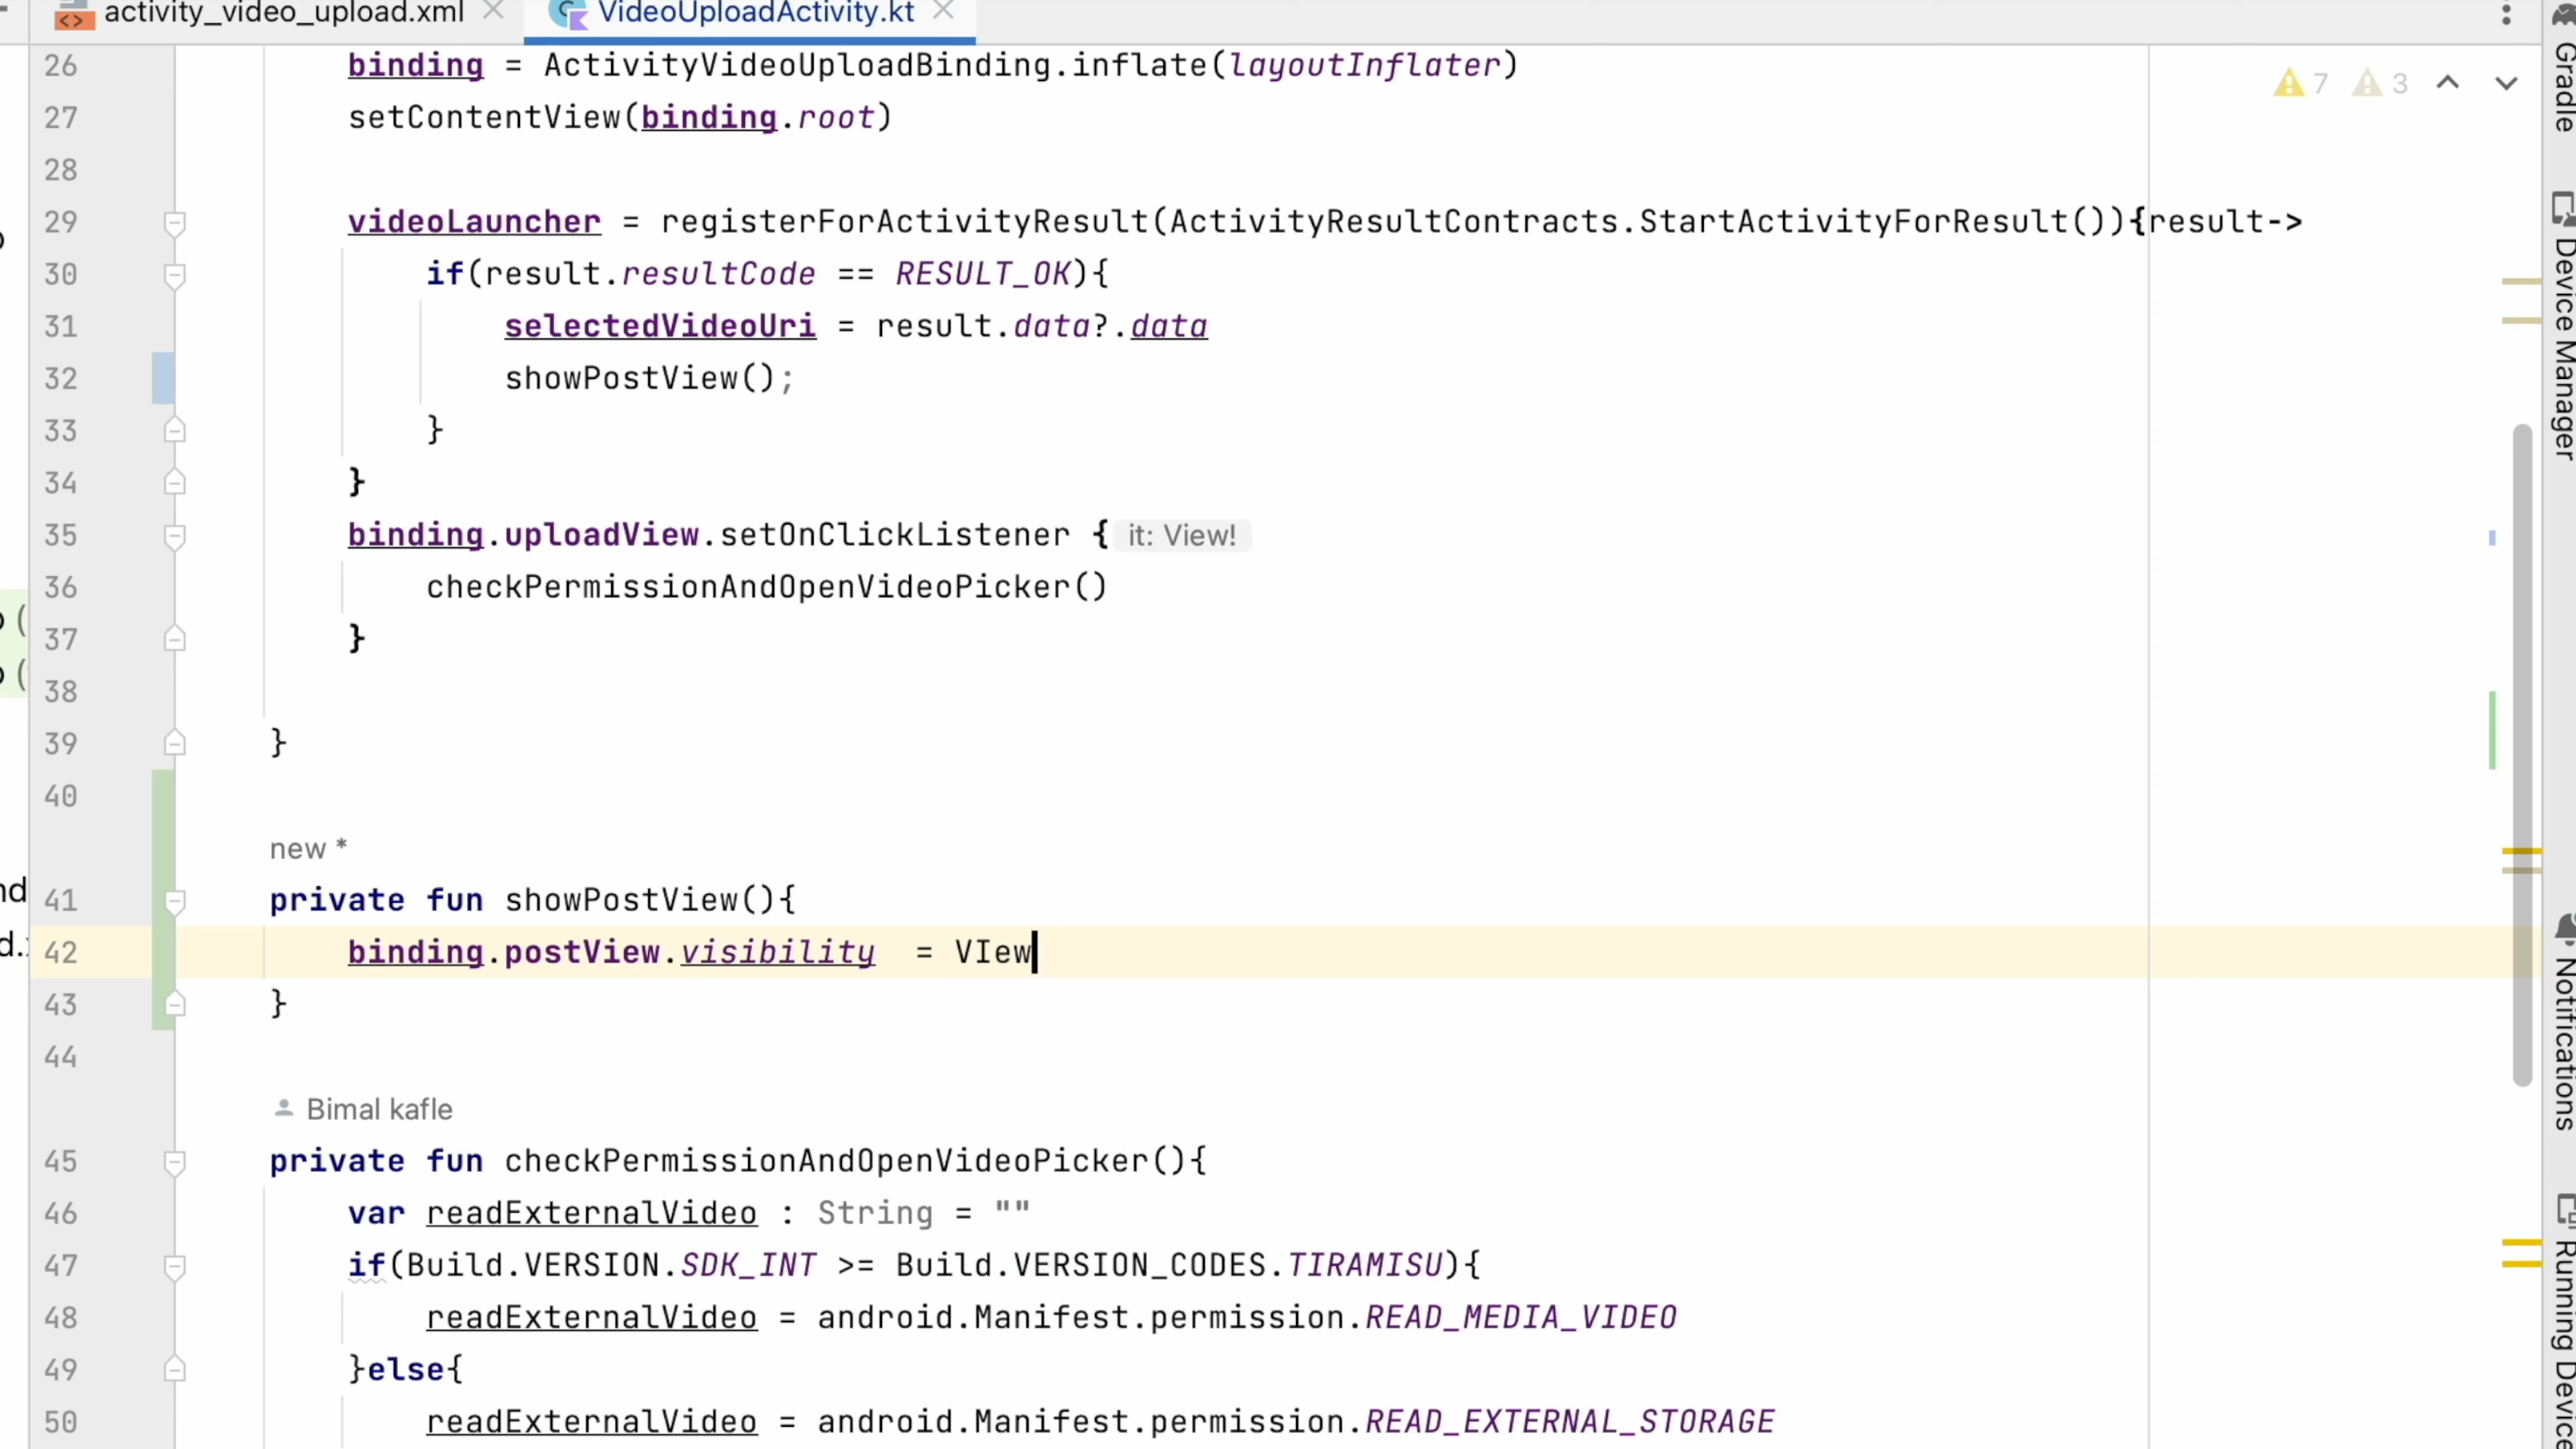 activity_video_upload.xml
VideoUploadActivity.kt
7 3
26 binding = ActivityVideoUploadBinding.inflate(layoutInflater)
27 setContentView(binding.root)
28
29 videoLauncher = registerForActivityResult(ActivityResultContracts.StartActivityForResult()){result->
30 if(result.resultCode == RESULT_OK){
31 selectedVideoUri = result.data?.data
32 showPostView();
33 }
34 }
35 binding.uploadView.setOnClickListener { it: View!
36 checkPermissionAndOpenVideoPicker()
37 }
38
39 }
40
new *
41 private fun showPostView(){
42 binding.postView.visibility  = VIew
43 }
44
Bimal kafle
45 private fun checkPermissionAndOpenVideoPicker(){
46 var readExternalVideo : String = ""
47 if(Build.VERSION.SDK_INT >= Build.VERSION_CODES.TIRAMISU){
48 readExternalVideo = android.Manifest.permission.READ_MEDIA_VIDEO
49 }else{
50 readExternalVideo = android.Manifest.permission.READ_EXTERNAL_STORAGE
Gradle
Device Manager
Notifications
Running Device